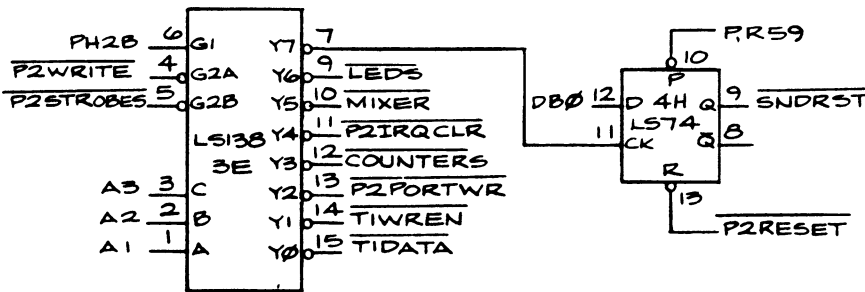 PH2B 6 G1 Y7 7
P2WRITE 4 G2A Y6 9 LEDS
P2STROBES 5 G2B Y5 10 MIXER
Y4 11 P2IRQCLR
LS138
3E
Y3 12 COUNTERS
A3 3 C Y2 13 P2PORTWR
A2 2 B Y1 14 TIWREN
A1 1 A YØ 15 TIDATA
P,R59
10
P
DBØ 12 D 4H Q 9 SNDRST
LS74
11 CK Q 8
R
13
P2RESET